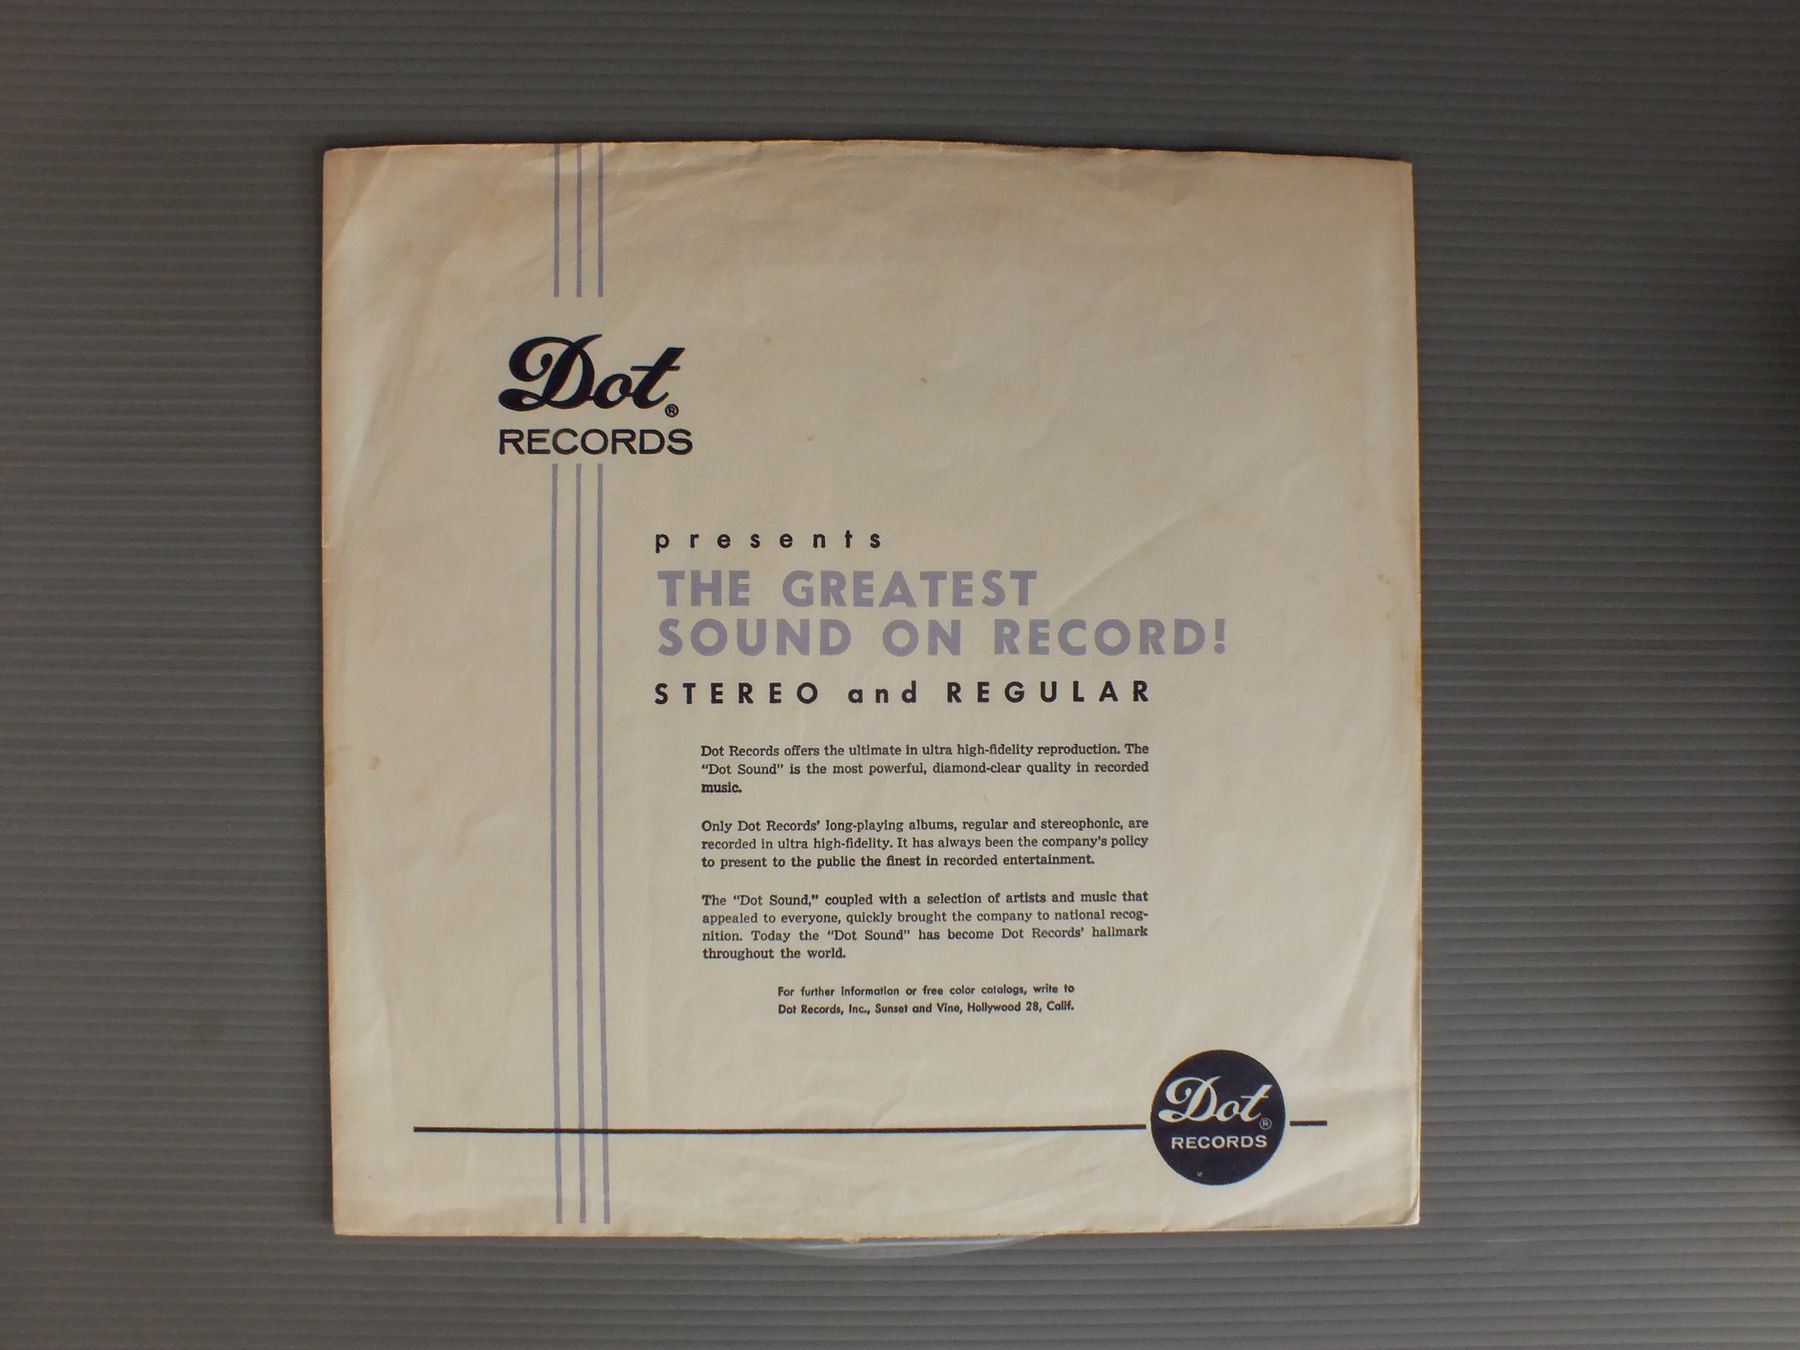 Dot®
RECORDS
presents
THE GREATEST
SOUND ON RECORD!
STEREO and REGULAR
Dot Records offers the ultimate in ultra high-fidelity reproduction. The
“Dot Sound” is the most powerful, diamond-clear quality in recorded
music.
Only Dot Records’ long-playing albums, regular and stereophonic, are
recorded in ultra high-fidelity. It has always been the company’s policy
to present to the public the finest in recorded entertainment.
The “Dot Sound,” coupled with a selection of artists and music that
appealed to everyone, quickly brought the company to national recog-
nition. Today the “Dot Sound” has become Dot Records’ hallmark
throughout the world.
For further information or free color catalogs, write to
Dot Records, Inc., Sunset and Vine, Hollywood 28, Calif.
Dot®
RECORDS